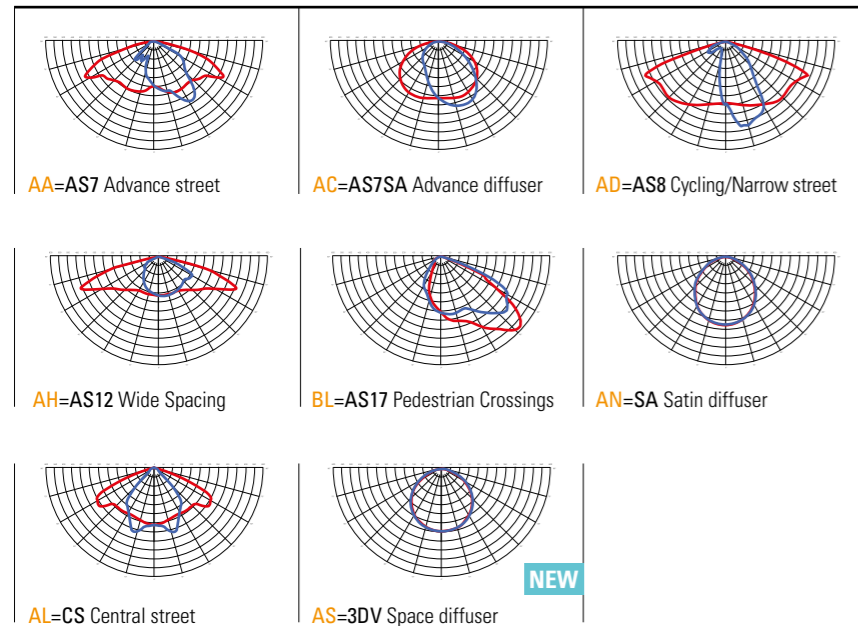 AA=AS7 Advance street
AC=AS7SA Advance diffuser
AD=AS8 Cycling/Narrow street
AH=AS12 Wide Spacing
BL=AS17 Pedestrian Crossings
AN=SA Satin diffuser
AL=CS Central street
NEW
AS=3DV Space diffuser